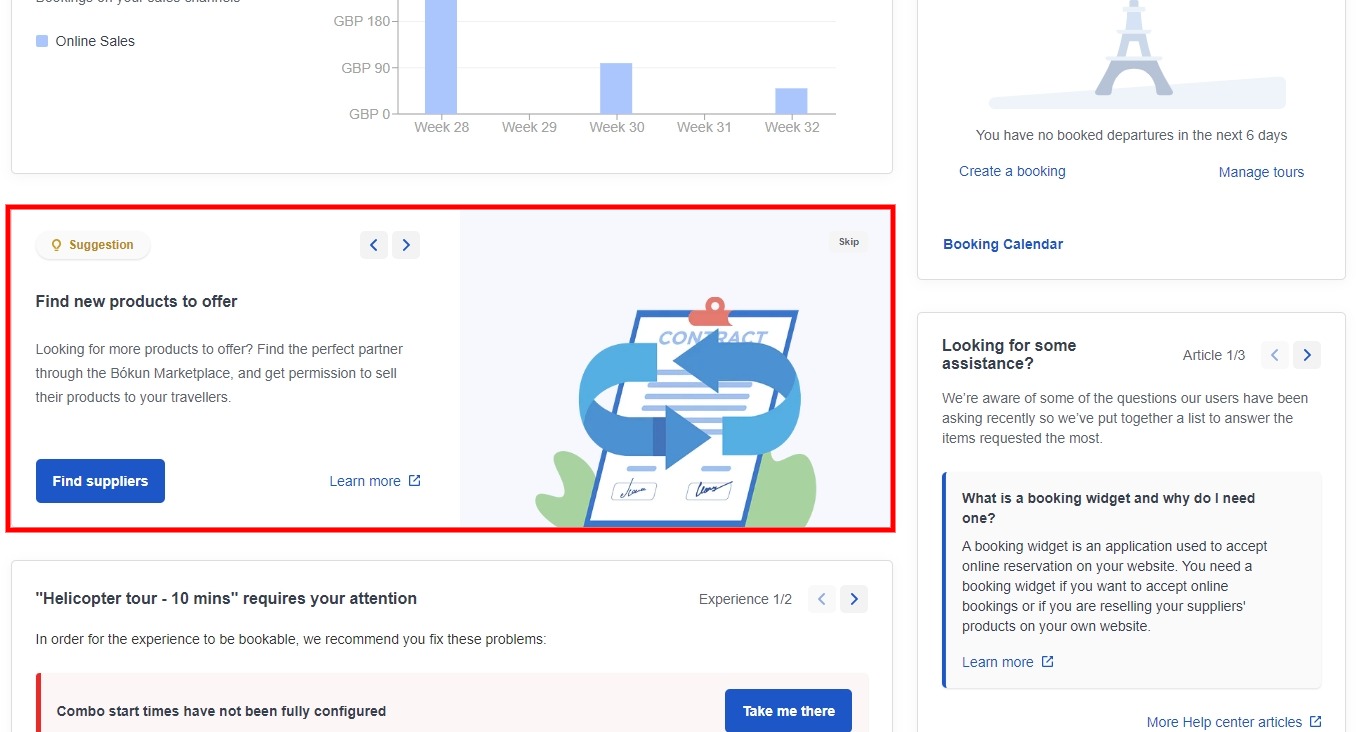 Bookings on your sales channels
Online Sales
GBP 180
GBP 90
GBP 0
Week 28 Week 29 Week 30 Week 31 Week 32
Suggestion
Skip
Find new products to offer
Looking for more products to offer? Find the perfect partner
through the Bókun Marketplace, and get permission to sell
their products to your travellers.
Find suppliers
Learn more
CONTRACT
"Helicopter tour - 10 mins" requires your attention
Experience 1/2
In order for the experience to be bookable, we recommend you fix these problems:
Combo start times have not been fully configured
Take me there
You have no booked departures in the next 6 days
Create a booking
Manage tours
Booking Calendar
Looking for some
assistance?
Article 1/3
We're aware of some of the questions our users have been
asking recently so we've put together a list to answer the
items requested the most.
What is a booking widget and why do I need
one?
A booking widget is an application used to accept
online reservation on your website. You need a
booking widget if you want to accept online
bookings or if you are reselling your suppliers'
products on your own website.
Learn more
More Help center articles